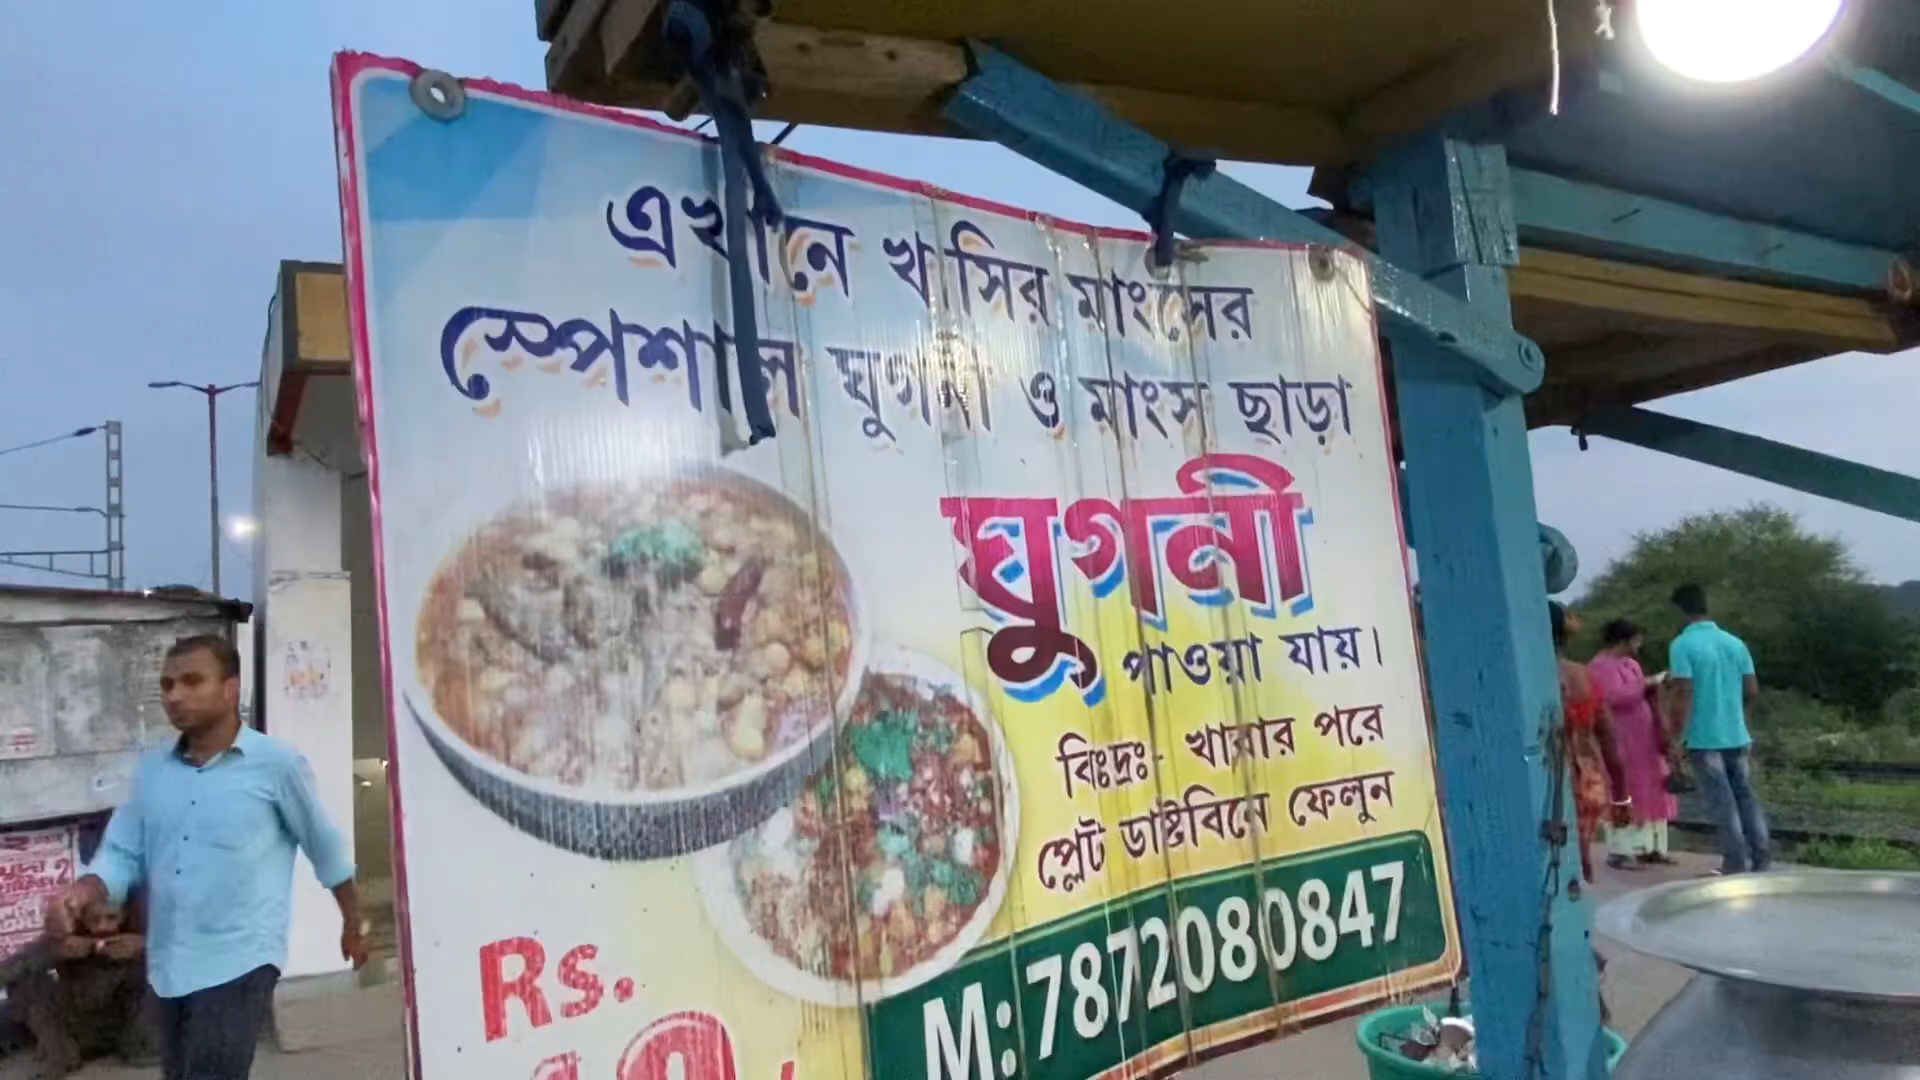 এখানে খাসির মাংসের
স্পেশাল ঘুগনী ও মাংস ছাড়া
ঘুগনী
পাওয়া যায়।
বিঃদ্রঃ- খাবার পরে
প্লেট ডাষ্টবিনে ফেলুন
Rs.
M: 7872080847